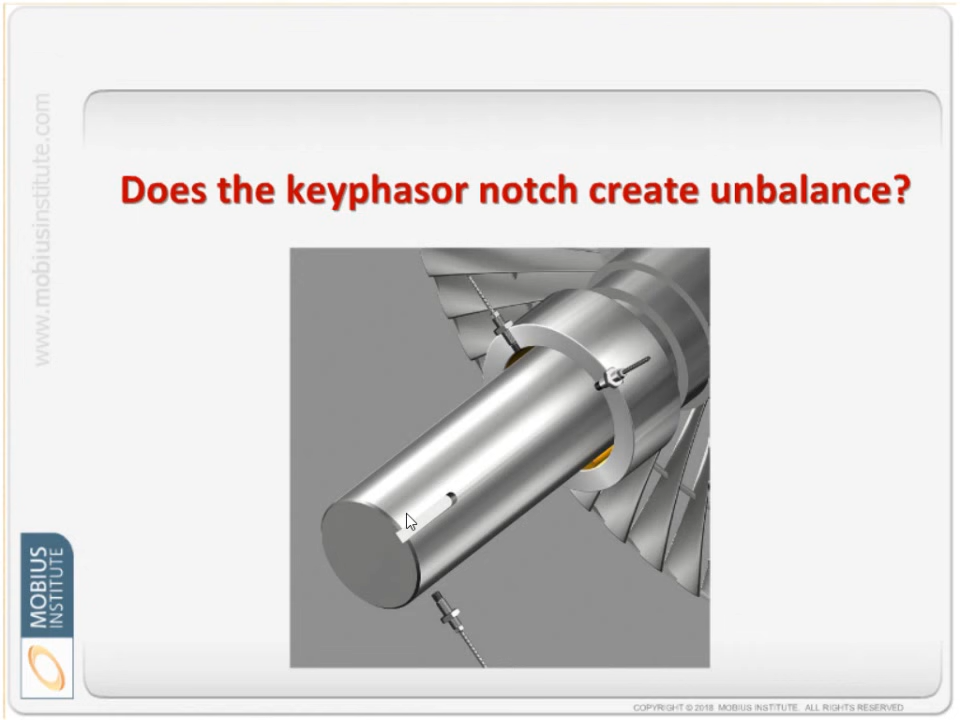 www.mobiusinstitute.com
Does the keyphasor notch create unbalance?
MOBIUS
INSTITUTE
COPYRIGHT © 2018 MOBIUS INSTITUTE. ALL RIGHTS RESERVED